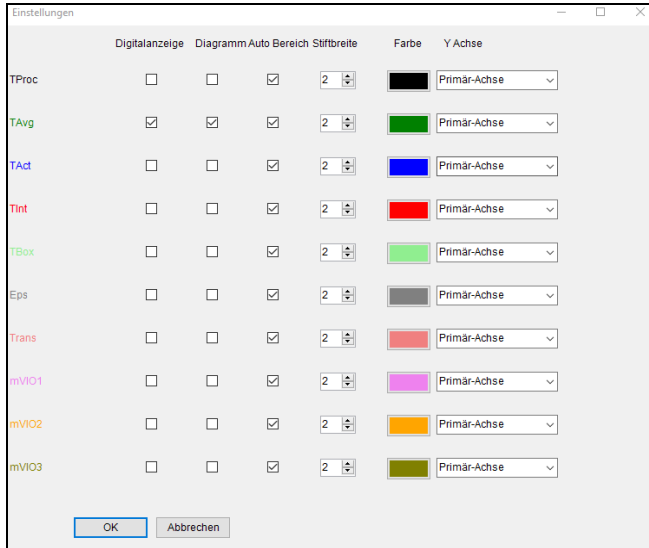 Einstellungen
Digitalanzeige Diagramm Auto Bereich Stiftbreite Farbe Y Achse
TProc 2 Primär-Achse
TAvg 2 Primär-Achse
TAct 2 Primär-Achse
TInt 2 Primär-Achse
TBox 2 Primär-Achse
Eps 2 Primär-Achse
Trans 2 Primär-Achse
mVIO1 2 Primär-Achse
mVIO2 2 Primär-Achse
mVIO3 2 Primär-Achse
OK Abbrechen